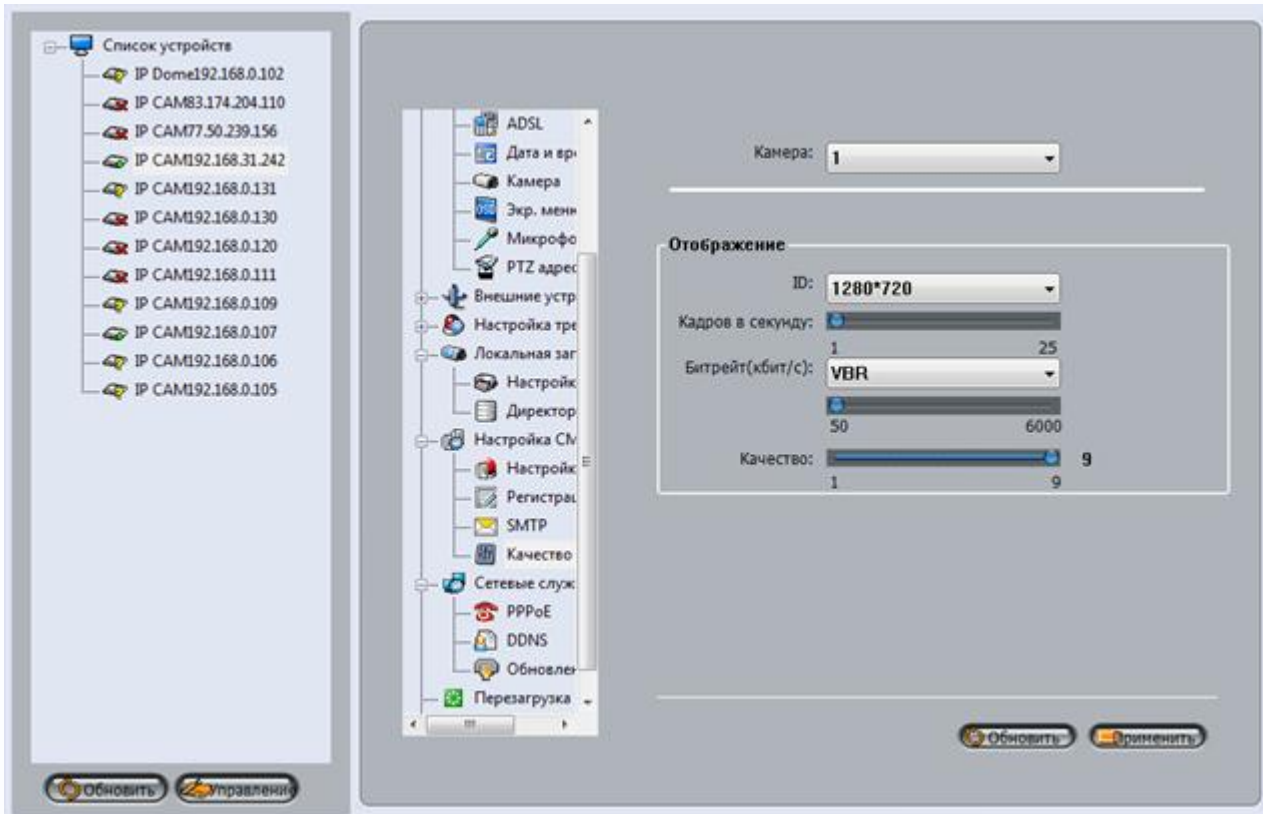 Список устройств
IP Dome192.168.0.102
IP CAM83.174.204.110
IP CAM77.50.239.156
IP CAM192.168.31.242
IP CAM192.168.0.131
IP CAM192.168.0.130
IP CAM192.168.0.120
IP CAM192.168.0.111
IP CAM192.168.0.109
IP CAM192.168.0.107
IP CAM192.168.0.106
IP CAM192.168.0.105
Обновить Управление
ADSL
Дата и вре
Камера
Экр. меню
Микрофо
PTZ адрес
Внешние устр
Настройка тре
Локальная заг
Настройк
Директор
Настройка СМ
Настройк
Регистрац
SMTP
Качество
Сетевые служ
PPPoE
DDNS
Обновлен
Перезагрузка
Камера: 1
Отображение
ID: 1280*720
Кадров в секунду:
1 25
Битрейт(кбит/с): VBR
50 6000
Качество: 9
1 9
Обновить Применить